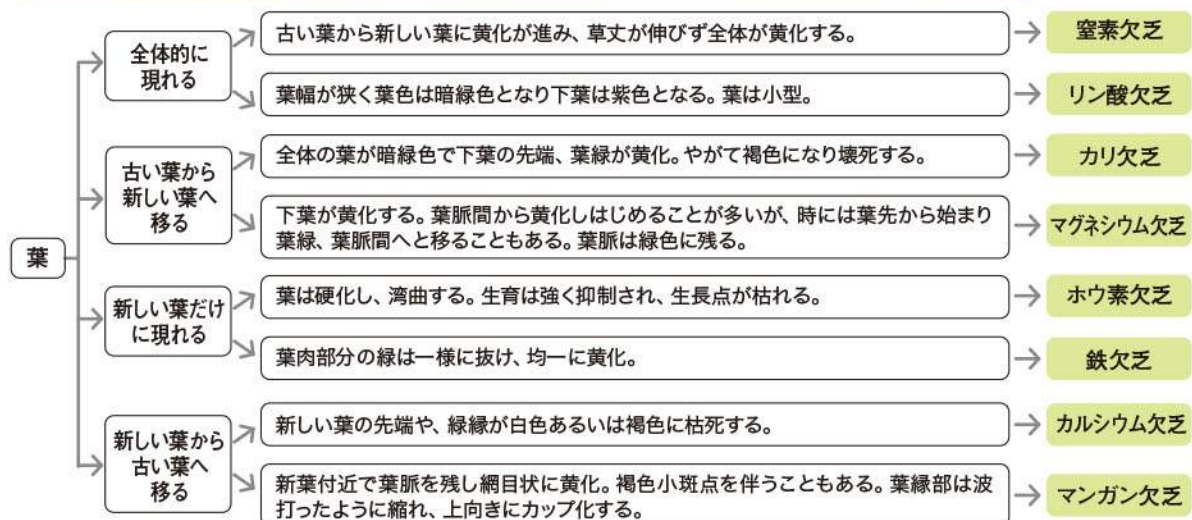 葉
全体的に
現れる
古い葉から新しい葉に黄化が進み、草丈が伸びず全体が黄化する。
窒素欠乏
葉幅が狭く葉色は暗緑色となり下葉は紫色となる。葉は小型。
リン酸欠乏
古い葉から
新しい葉へ
移る
全体の葉が暗緑色で下葉の先端、葉緑が黄化。やがて褐色になり壊死する。
カリ欠乏
下葉が黄化する。葉脈間から黄化しはじめることが多いが、時には葉先から始まり
葉緑、葉脈間へと移ることもある。葉脈は緑色に残る。
マグネシウム欠乏
新しい葉だけ
に現れる
葉は硬化し、湾曲する。生育は強く抑制され、生長点が枯れる。
ホウ素欠乏
葉肉部分の緑は一様に抜け、均一に黄化。
鉄欠乏
新しい葉から
古い葉へ
移る
新しい葉の先端や、緑縁が白色あるいは褐色に枯死する。
カルシウム欠乏
新葉付近で葉脈を残し網目状に黄化。褐色小斑点を伴うこともある。葉縁部は波
打ったように縮れ、上向きにカップ化する。
マンガン欠乏